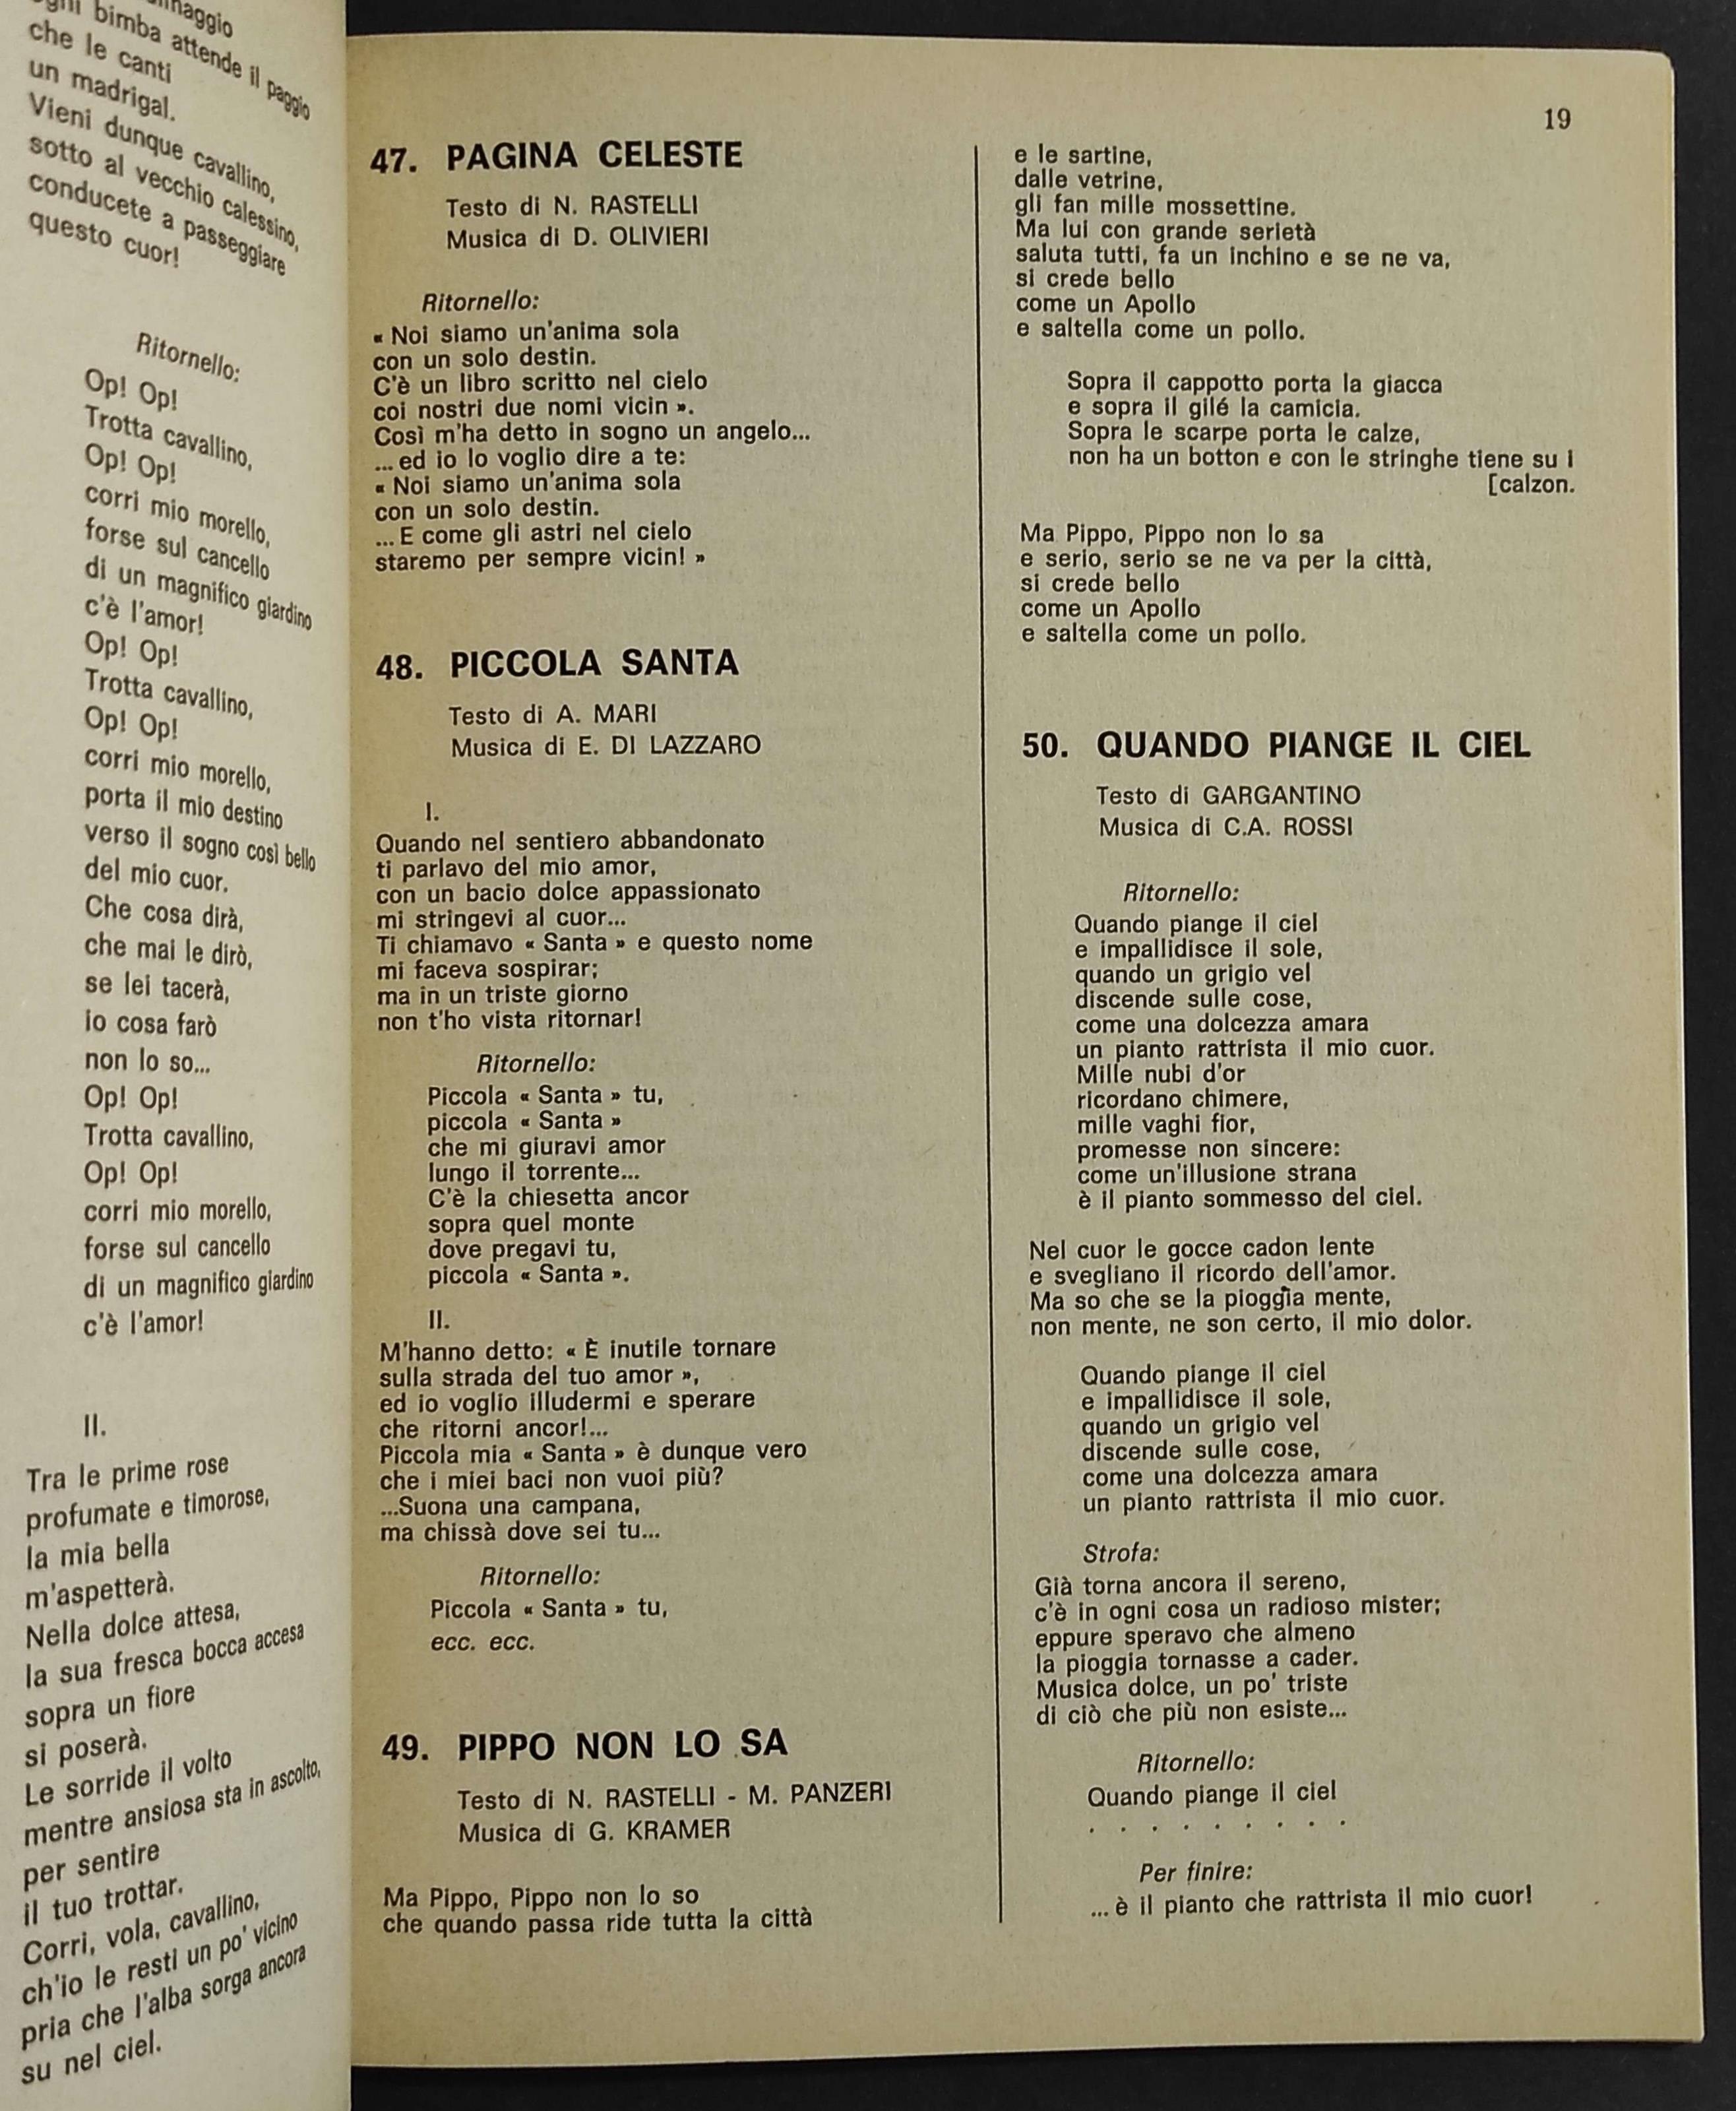 bimba attende il paggio
che le canti
un madrigal.
Vieni dunque cavallino,
sotto al vecchio calessino,
conducete a passeggiare
questo cuor!
Ritornello:
Op! Op!
Trotta cavallino,
Op! Op!
corri mio morello,
forse sul cancello
di un magnifico giardino
c'è l'amor!
Op! Op!
Trotta cavallino,
Op! Op!
corri mio morello,
porta il mio destino
verso il sogno così bello
del mio cuor.
Che cosa dirà,
che mai le dirò,
se lei tacerà,
io cosa farò
non lo so...
Op! Op!
Trotta cavallino,
Op! Op!
corri mio morello,
forse sul cancello
di un magnifico giardino
c'è l'amor!
II.
Tra le prime rose
profumate e timorose,
la mia bella
m'aspetterà.
Nella dolce attesa,
la sua fresca bocca accesa
sopra un fiore
si poserà.
Le sorride il volto
mentre ansiosa sta in ascolto,
per sentire
il tuo trottar.
Corri, vola, cavallino,
ch'io le resti un po' vicino
pria che l'alba sorga ancora
su nel ciel.
47. PAGINA CELESTE
Testo di N. RASTELLI
Musica di D. OLIVIERI
Ritornello:
« Noi siamo un'anima sola
con un solo destin.
C'è un libro scritto nel cielo
coi nostri due nomi vicin ».
Così m'ha detto in sogno un angelo...
... ed io lo voglio dire a te:
« Noi siamo un'anima sola
con un solo destin.
... E come gli astri nel cielo
staremo per sempre vicin! »
48. PICCOLA SANTA
Testo di A. MARI
Musica di E. DI LAZZARO
I.
Quando nel sentiero abbandonato
ti parlavo del mio amor,
con un bacio dolce appassionato
mi stringevi al cuor...
Ti chiamavo « Santa » e questo nome
mi faceva sospirar;
ma in un triste giorno
non t'ho vista ritornar!
Ritornello:
Piccola « Santa » tu,
piccola « Santa »
che mi giuravi amor
lungo il torrente...
C'è la chiesetta ancor
sopra quel monte
dove pregavi tu,
piccola « Santa ».
II.
M'hanno detto: « È inutile tornare
sulla strada del tuo amor »,
ed io voglio illudermi e sperare
che ritorni ancor!...
Piccola mia « Santa » è dunque vero
che i miei baci non vuoi più?
...Suona una campana,
ma chissà dove sei tu...
Ritornello:
Piccola « Santa » tu,
ecc. ecc.
49. PIPPO NON LO SA
Testo di N. RASTELLI - M. PANZERI
Musica di G. KRAMER
Ma Pippo, Pippo non lo so
che quando passa ride tutta la città
19
e le sartine,
dalle vetrine,
gli fan mille mossettine.
Ma lui con grande serietà
saluta tutti, fa un inchino e se ne va,
si crede bello
come un Apollo
e saltella come un pollo.
Sopra il cappotto porta la giacca
e sopra il gilé la camicia.
Sopra le scarpe porta le calze,
non ha un botton e con le stringhe tiene su i
[calzon.
Ma Pippo, Pippo non lo sa
e serio, serio se ne va per la città,
si crede bello
come un Apollo
e saltella come un pollo.
50. QUANDO PIANGE IL CIEL
Testo di GARGANTINO
Musica di C.A. ROSSI
Ritornello:
Quando piange il ciel
e impallidisce il sole,
quando un grigio vel
discende sulle cose,
come una dolcezza amara
un pianto rattrista il mio cuor.
Mille nubi d'or
ricordano chimere,
mille vaghi fior,
promesse non sincere:
come un'illusione strana
è il pianto sommesso del ciel.
Nel cuor le gocce cadon lente
e svegliano il ricordo dell'amor.
Ma so che se la pioggia mente,
non mente, ne son certo, il mio dolor.
Quando piange il ciel
e impallidisce il sole,
quando un grigio vel
discende sulle cose,
come una dolcezza amara
un pianto rattrista il mio cuor.
Strofa:
Già torna ancora il sereno,
c'è in ogni cosa un radioso mister;
eppure speravo che almeno
la pioggia tornasse a cader.
Musica dolce, un po' triste
di ciò che più non esiste...
Ritornello:
Quando piange il ciel
. . . . . . . . .
Per finire:
... è il pianto che rattrista il mio cuor!